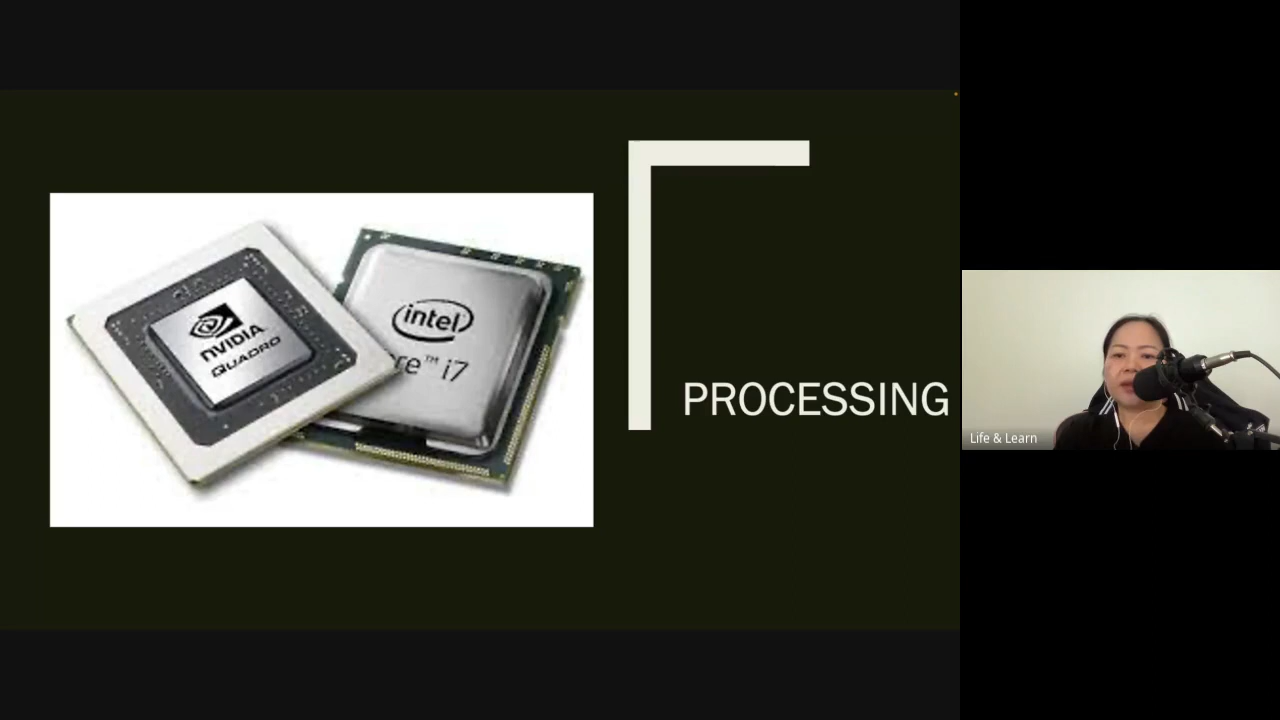 NVIDIA
QUADRO
intel
re™ i7
PROCESSING
Life & Learn